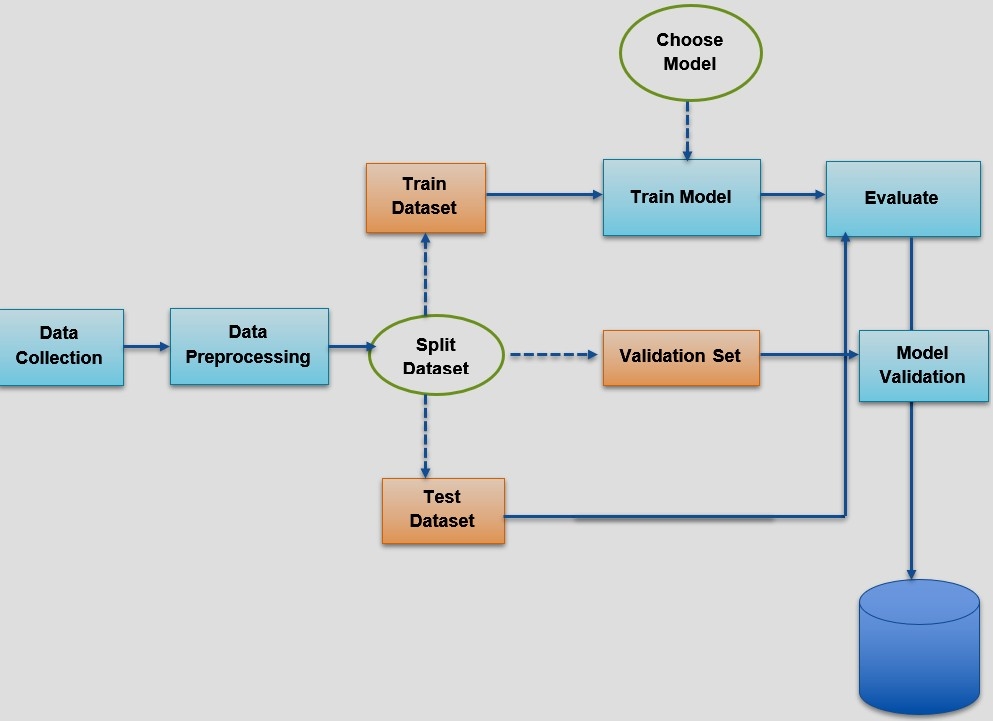 Choose
Model
Train
Dataset
Train Model
Evaluate
Data
Collection
Data
Preprocessing
Split
Dataset
Validation Set
Model
Validation
Test
Dataset